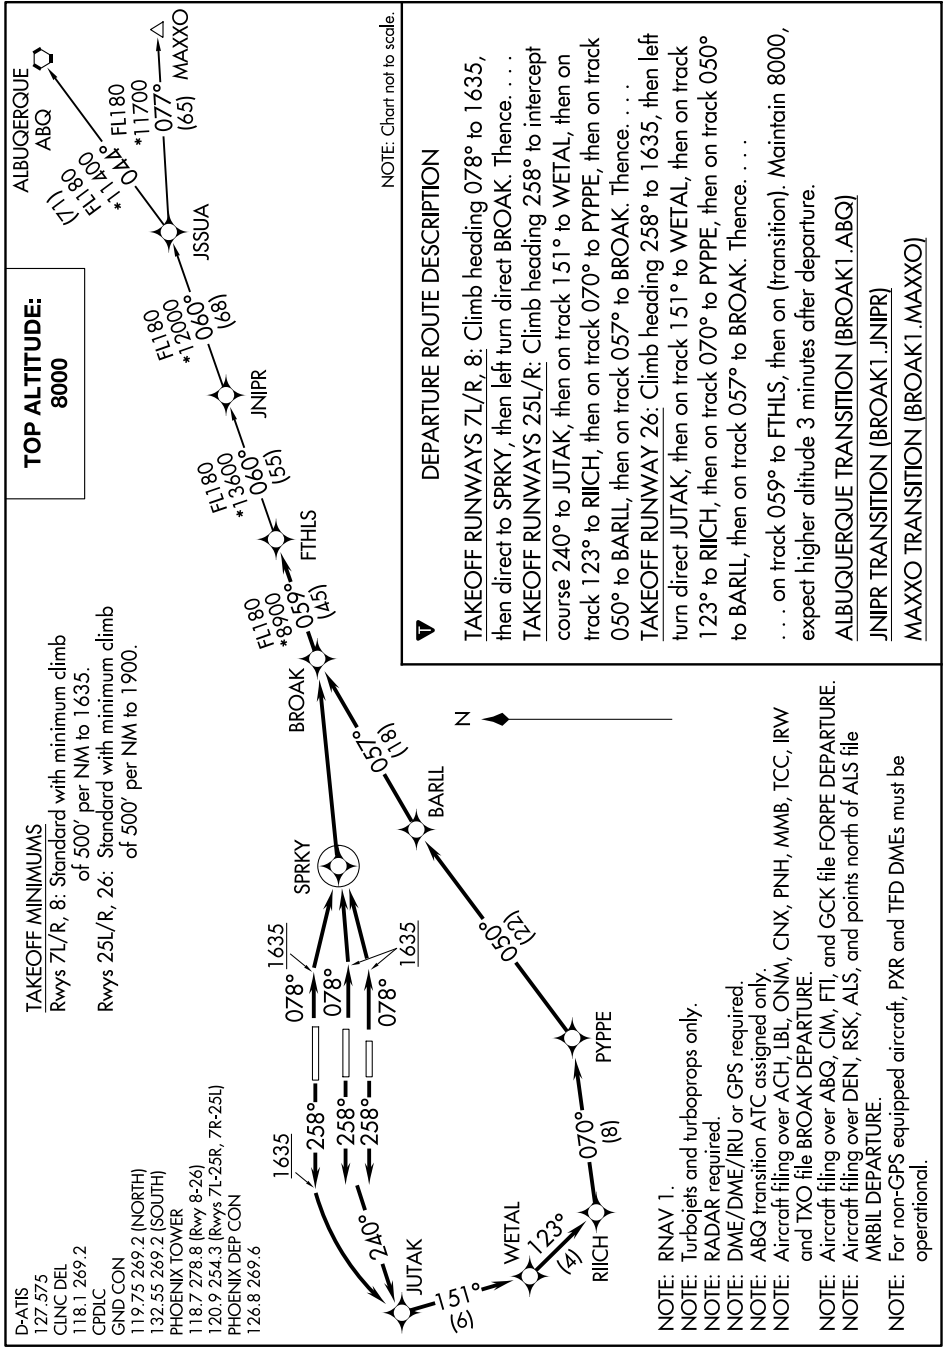 D-ATIS
127.575
CLNC DEL
118.1 269.2
CPDLC
GND CON
119.75 269.2 (NORTH)
132.55 269.2 (SOUTH)
PHOENIX TOWER
118.7 278.8 (Rwy 8-26)
120.9 254.3 (Rwys 7L-25R, 7R-25L)
PHOENIX DEP CON
126.8 269.6
TAKEOFF MINIMUMS
Rwys 7L/R, 8: Standard with minimum climb
of 500' per NM to 1635.
Rwys 25L/R, 26: Standard with minimum climb
of 500' per NM to 1900.
TOP ALTITUDE:
8000
ALBUQERQUE
ABQ
(71)
FL180
*11400
044°
FL180
*11700
077°
(65)
MAXXO
JSSUA
FL180
*12000
060°
(68)
JNIPR
FL180
*13600
060°
(55)
FTHLS
FL180
*8900
059°
(45)
BROAK
SPRKY
1635
1635
1635
078°
078°
078°
258°
258°
258°
240°
JUTAK
151°
(6)
WETAL
123°
(4)
RIICH
070°
(8)
PYPPE
050°
(22)
BARLL
057°
(18)
N
NOTE: Chart not to scale.
NOTE: RNAV 1.
NOTE: Turbojets and turboprops only.
NOTE: RADAR required.
NOTE: DME/DME/IRU or GPS required.
NOTE: ABQ transition ATC assigned only.
NOTE: Aircraft filing over ACH, LBL, ONM, CNX, PNH, MMB, TCC, IRW
and TXO file BROAK DEPARTURE.
NOTE: Aircraft filing over ABQ, CIM, FTI, and GCK file FORPE DEPARTURE.
NOTE: Aircraft filing over DEN, RSK, ALS, and points north of ALS file
MRBIL DEPARTURE.
NOTE: For non-GPS equipped aircraft, PXR and TFD DMEs must be
operational.
T
DEPARTURE ROUTE DESCRIPTION
TAKEOFF RUNWAYS 7L/R, 8: Climb heading 078° to 1635,
then direct to SPRKY, then left turn direct BROAK. Thence. . . .
TAKEOFF RUNWAYS 25L/R: Climb heading 258° to intercept
course 240° to JUTAK, then on track 151° to WETAL, then on
track 123° to RIICH, then on track 070° to PYPPE, then on track
050° to BARLL, then on track 057° to BROAK. Thence. . . .
TAKEOFF RUNWAY 26: Climb heading 258° to 1635, then left
turn direct JUTAK, then on track 151° to WETAL, then on track
123° to RIICH, then on track 070° to PYPPE, then on track 050°
to BARLL, then on track 057° to BROAK. Thence. . . .
. . . on track 059° to FTHLS, then on (transition). Maintain 8000,
expect higher altitude 3 minutes after departure.
ALBUQUERQUE TRANSITION (BROAK1.ABQ)
JNIPR TRANSITION (BROAK1.JNIPR)
MAXXO TRANSITION (BROAK1.MAXXO)